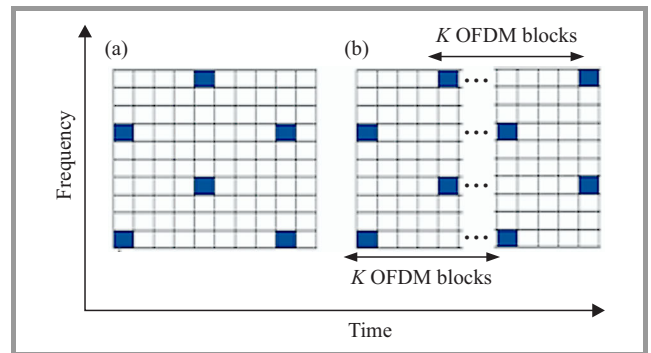 (a)
(b)
K OFDM blocks
Frequency
K OFDM blocks
Time